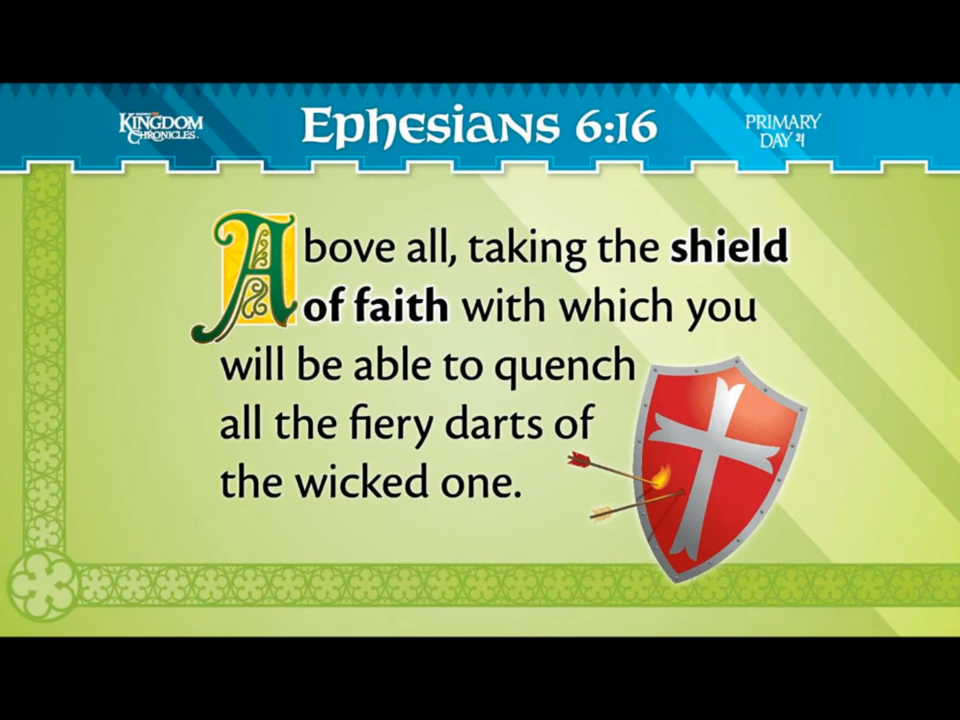 KINGDOM
CHRONICLES
Ephesians 6:16
PRIMARY
DAY 4
Above all, taking the shield
of faith with which you
will be able to quench
all the fiery darts of
the wicked one.